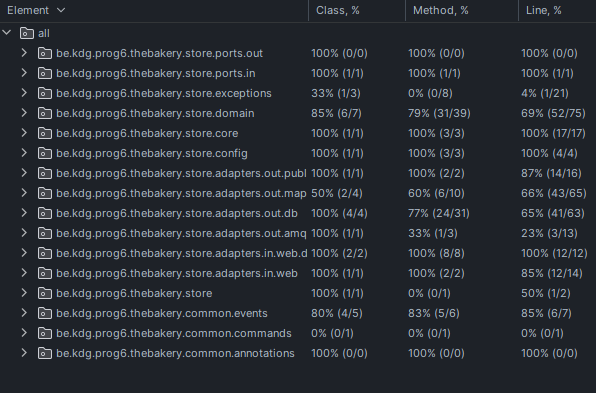 Element Class, % Method, % Line, %
all
be.kdg.prog6.thebakery.store.ports.out 100% (0/0) 100% (0/0) 100% (0/0)
be.kdg.prog6.thebakery.store.ports.in 100% (1/1) 100% (1/1) 100% (1/1)
be.kdg.prog6.thebakery.store.exceptions 33% (1/3) 0% (0/8) 4% (1/21)
be.kdg.prog6.thebakery.store.domain 85% (6/7) 79% (31/39) 69% (52/75)
be.kdg.prog6.thebakery.store.core 100% (1/1) 100% (3/3) 100% (17/17)
be.kdg.prog6.thebakery.store.config 100% (1/1) 100% (3/3) 100% (4/4)
be.kdg.prog6.thebakery.store.adapters.out.publ 100% (1/1) 100% (2/2) 87% (14/16)
be.kdg.prog6.thebakery.store.adapters.out.map 50% (2/4) 60% (6/10) 66% (43/65)
be.kdg.prog6.thebakery.store.adapters.out.db 100% (4/4) 77% (24/31) 65% (41/63)
be.kdg.prog6.thebakery.store.adapters.out.amq 100% (1/1) 33% (1/3) 23% (3/13)
be.kdg.prog6.thebakery.store.adapters.in.web.d 100% (2/2) 100% (8/8) 100% (12/12)
be.kdg.prog6.thebakery.store.adapters.in.web 100% (1/1) 100% (2/2) 85% (12/14)
be.kdg.prog6.thebakery.store 100% (1/1) 0% (0/1) 50% (1/2)
be.kdg.prog6.thebakery.common.events 80% (4/5) 83% (5/6) 85% (6/7)
be.kdg.prog6.thebakery.common.commands 0% (0/1) 0% (0/1) 0% (0/1)
be.kdg.prog6.thebakery.common.annotations 100% (0/0) 100% (0/0) 100% (0/0)